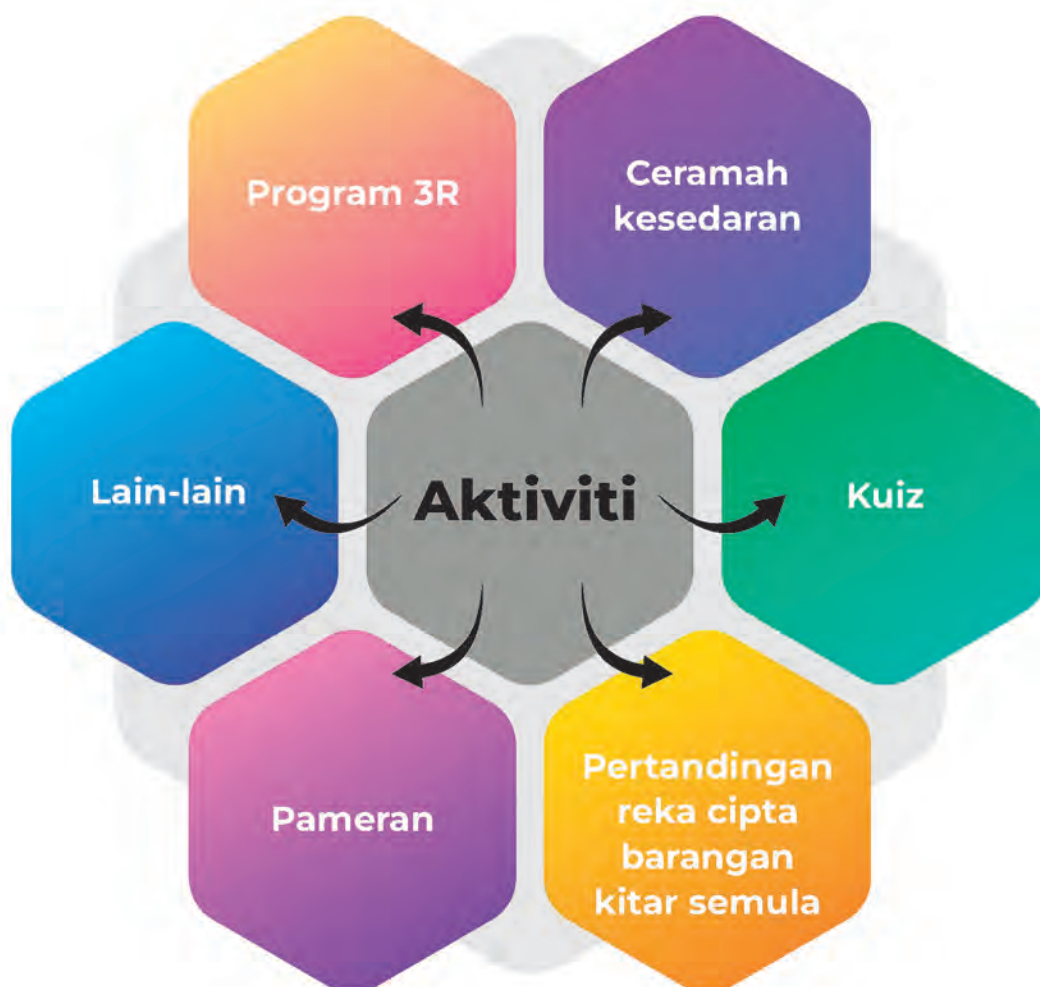 Program 3R
Ceramah
kesedaran
Lain-lain
Aktiviti
Kuiz
Pameran
Pertandingan
reka cipta
barangan
kitar semula